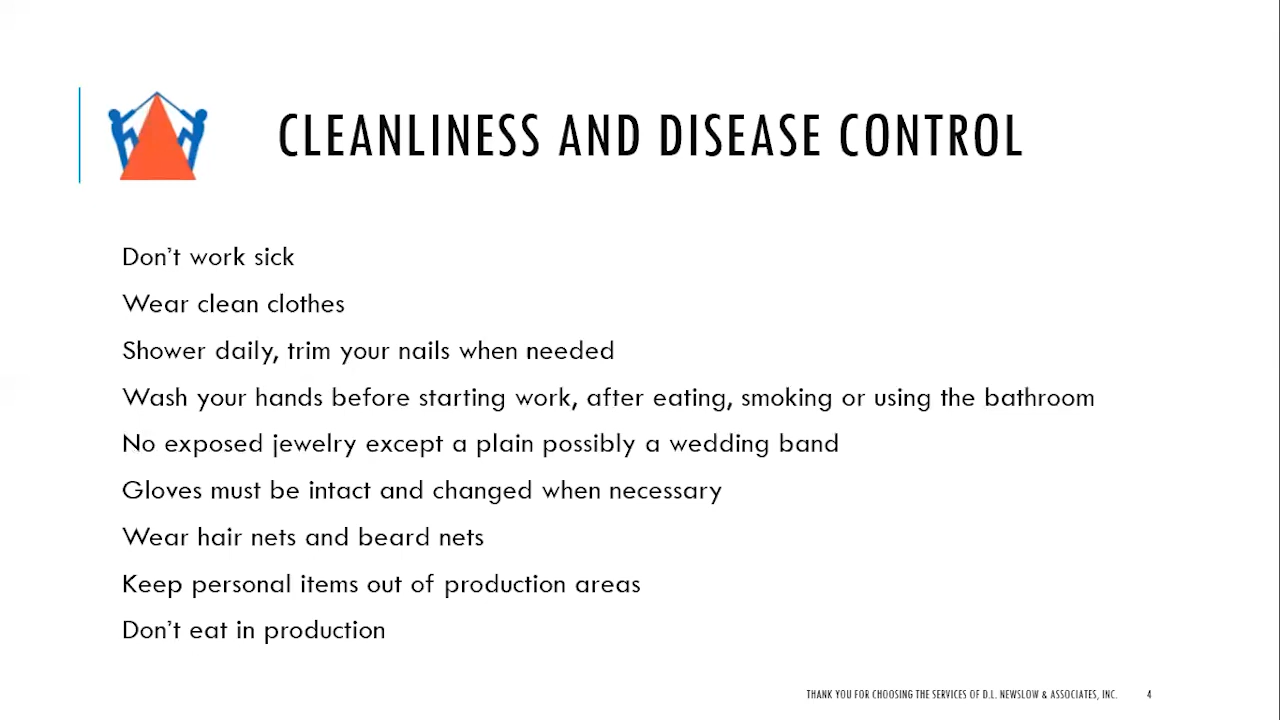 CLEANLINESS AND DISEASE CONTROL
Don't work sick
Wear clean clothes
Shower daily, trim your nails when needed
Wash your hands before starting work, after eating, smoking or using the bathroom
No exposed jewelry except a plain possibly a wedding band
Gloves must be intact and changed when necessary
Wear hair nets and beard nets
Keep personal items out of production areas
Don't eat in production
THANK YOU FOR CHOOSING THE SERVICES OF D.L. NEWSLOW & ASSOCIATES, INC. 4